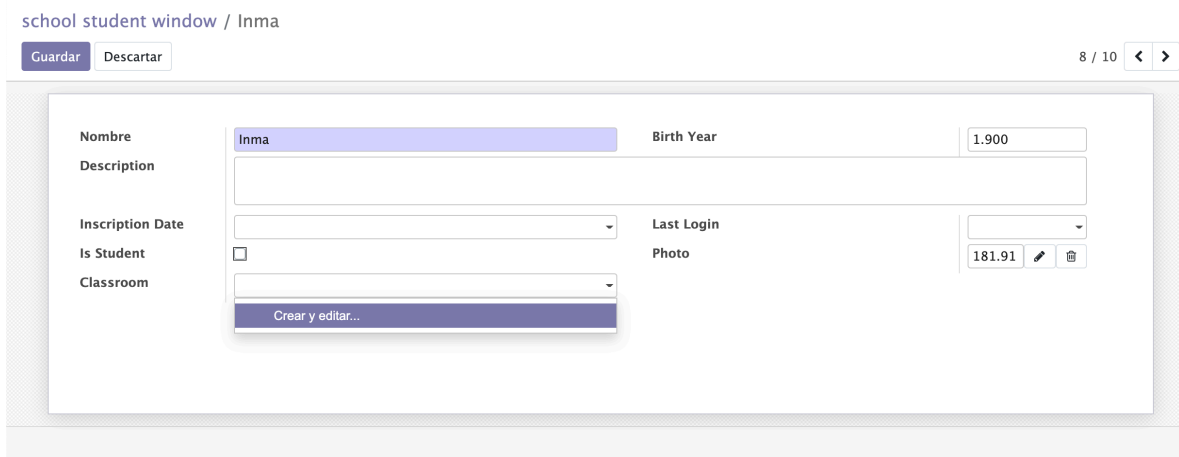 school student window / Inma
Guardar Descartar 8 / 10
Nombre Inma Birth Year 1.900
Description
Inscription Date Last Login
Is Student Photo 181.91
Classroom
Crear y editar...